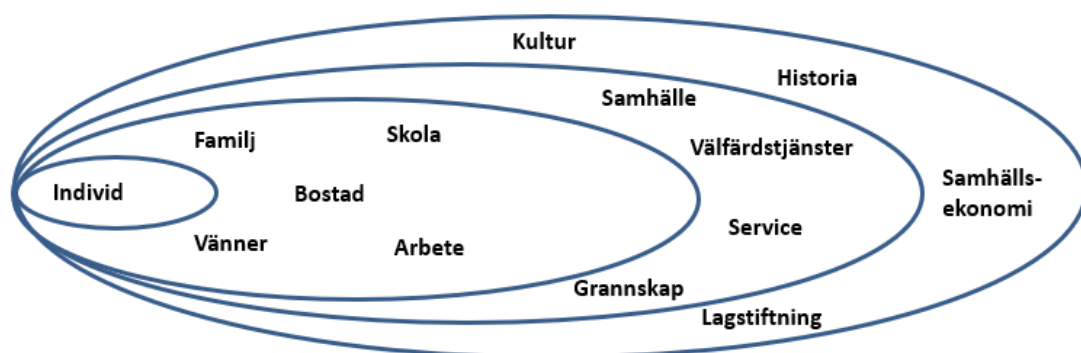 Kultur
Historia
Samhälle
Familj
Skola
Välfärdstjänster
Individ
Bostad
Samhälls-
ekonomi
Vänner
Arbete
Service
Grannskap
Lagstiftning